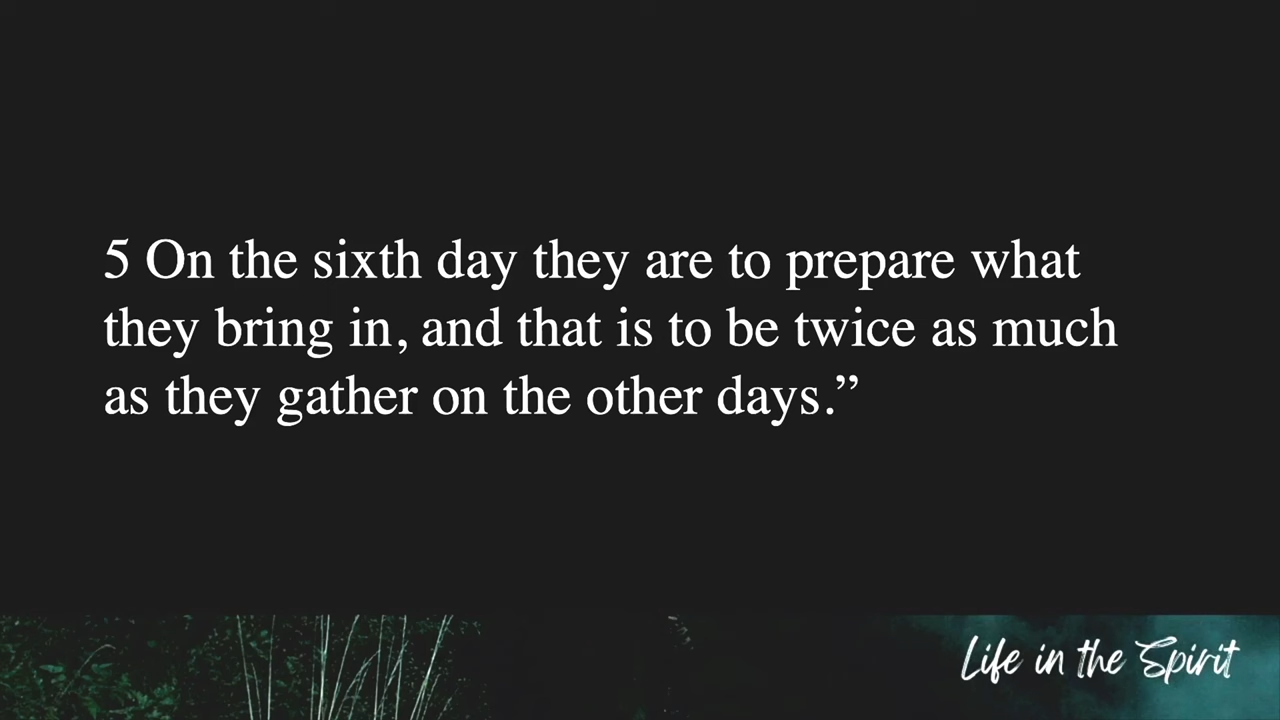 5 On the sixth day they are to prepare what
they bring in, and that is to be twice as much
as they gather on the other days.”
Life in the Spirit